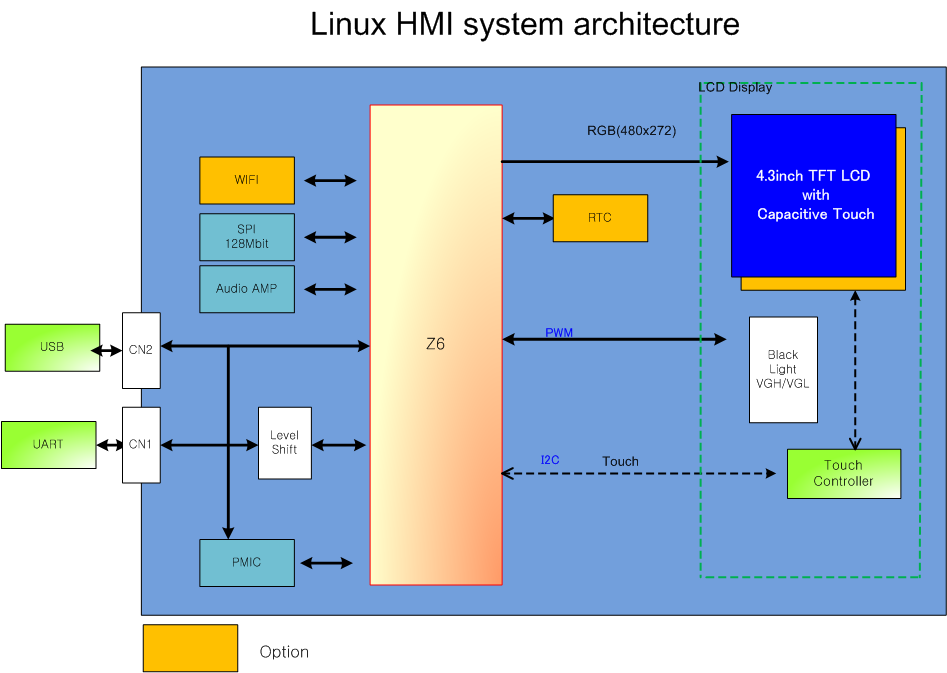 Linux HMI system architecture
LCD Display
RGB(480x272)
4.3inch TFT LCD
with
Capacitive Touch
WIFI
RTC
SPI
128Mbit
Audio AMP
PWM
USB
CN2
Z6
Black
Light
VGH/VGL
UART
CN1
Level
Shift
I2C
Touch
Touch
Controller
PMIC
Option